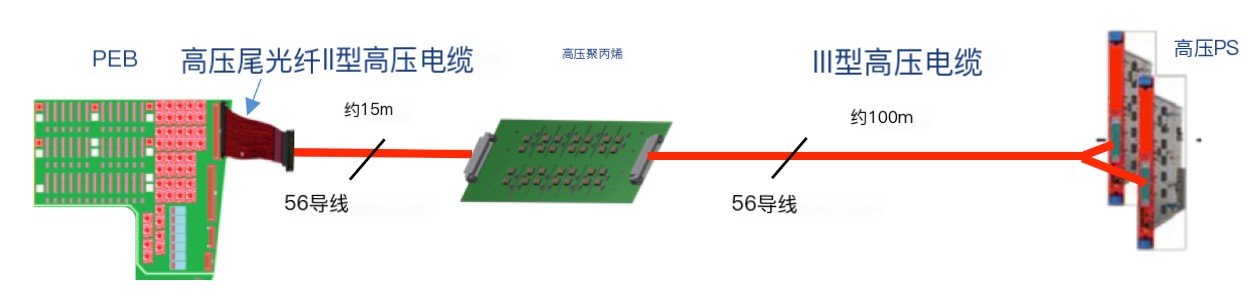 PEB
高压尾光纤II型高压电缆
高压聚丙烯
III型高压电缆
高压PS
约15m
约100m
56导线
56导线